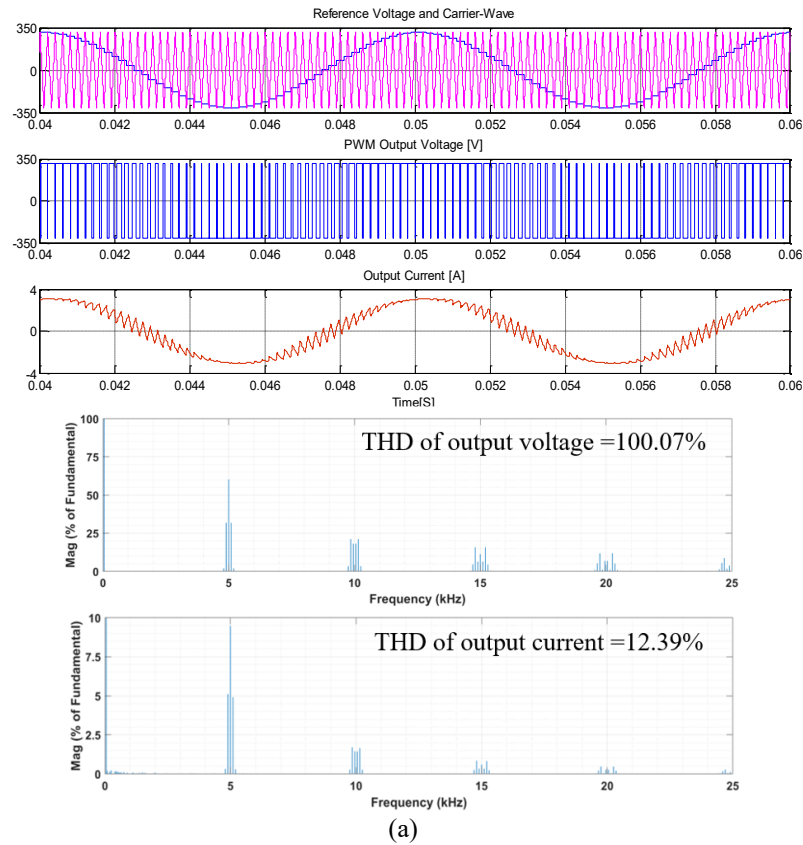 Reference Voltage and Carrier-Wave
350
0
-350
0.04 0.042 0.044 0.046 0.048 0.05 0.052 0.054 0.056 0.058 0.06
PWM Output Voltage [V]
350
0
-350
0.04 0.042 0.044 0.046 0.048 0.05 0.052 0.054 0.056 0.058 0.06
Output Current [A]
4
0
-4
0.04 0.042 0.044 0.046 0.048 0.05 0.052 0.054 0.056 0.058 0.06
Time[S]
Mag (% of Fundamental)
100
75
50
25
0
THD of output voltage =100.07%
0 5 10 15 20 25
Frequency (kHz)
Mag (% of Fundamental)
10
7.5
5
2.5
0
THD of output current =12.39%
0 5 10 15 20 25
Frequency (kHz)
(a)